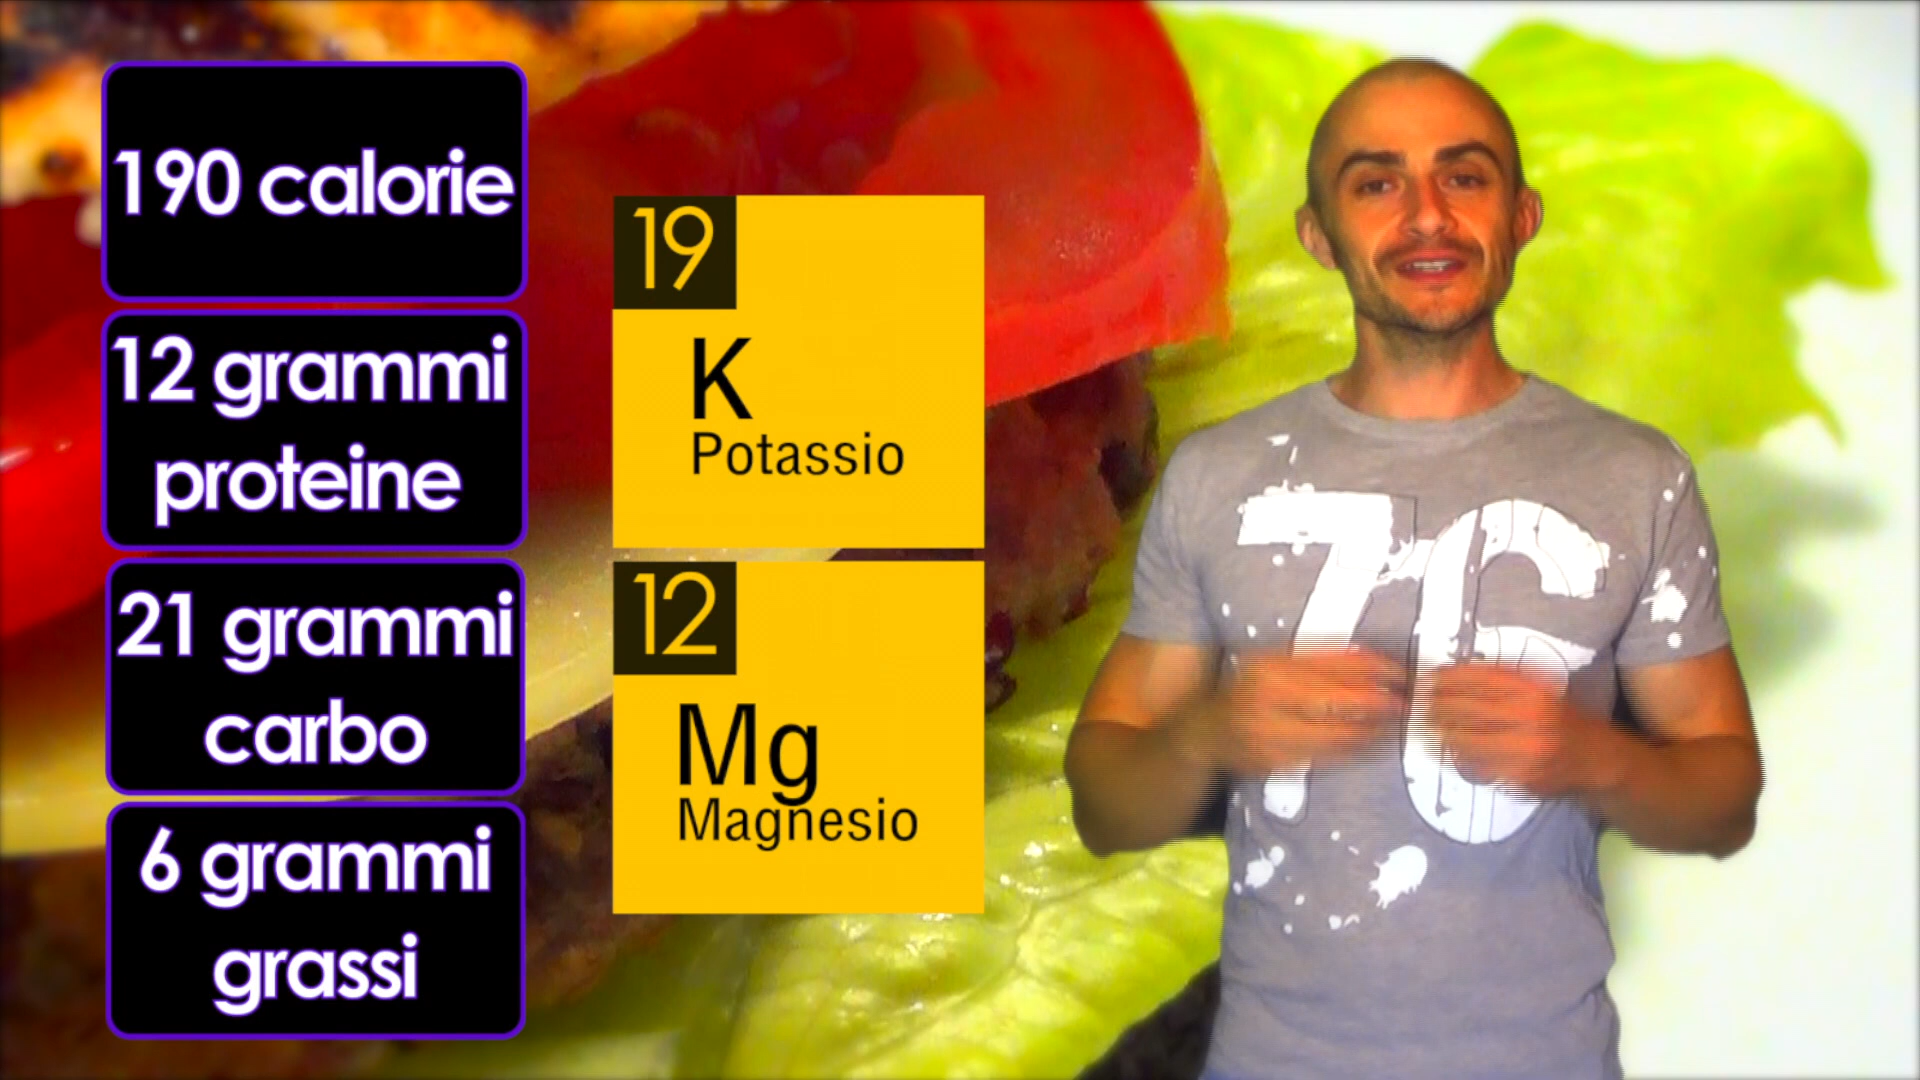 190 calorie
12 grammi
proteine
21 grammi
carbo
6 grammi
grassi
19
K
Potassio
12
Mg
Magnesio
76